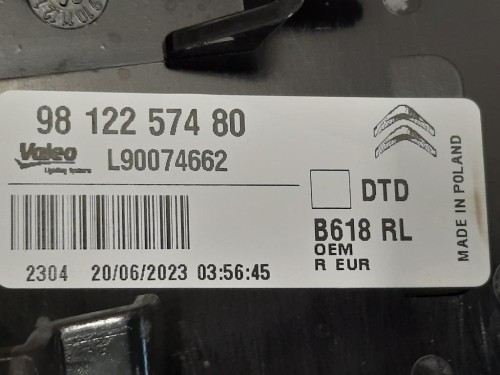 98 122 574 80
Valeo
Lighting Systems
L90074662
DTD
B618 RL
OEM
R EUR
MADE IN POLAND
2304 20/06/2023 03:56:45